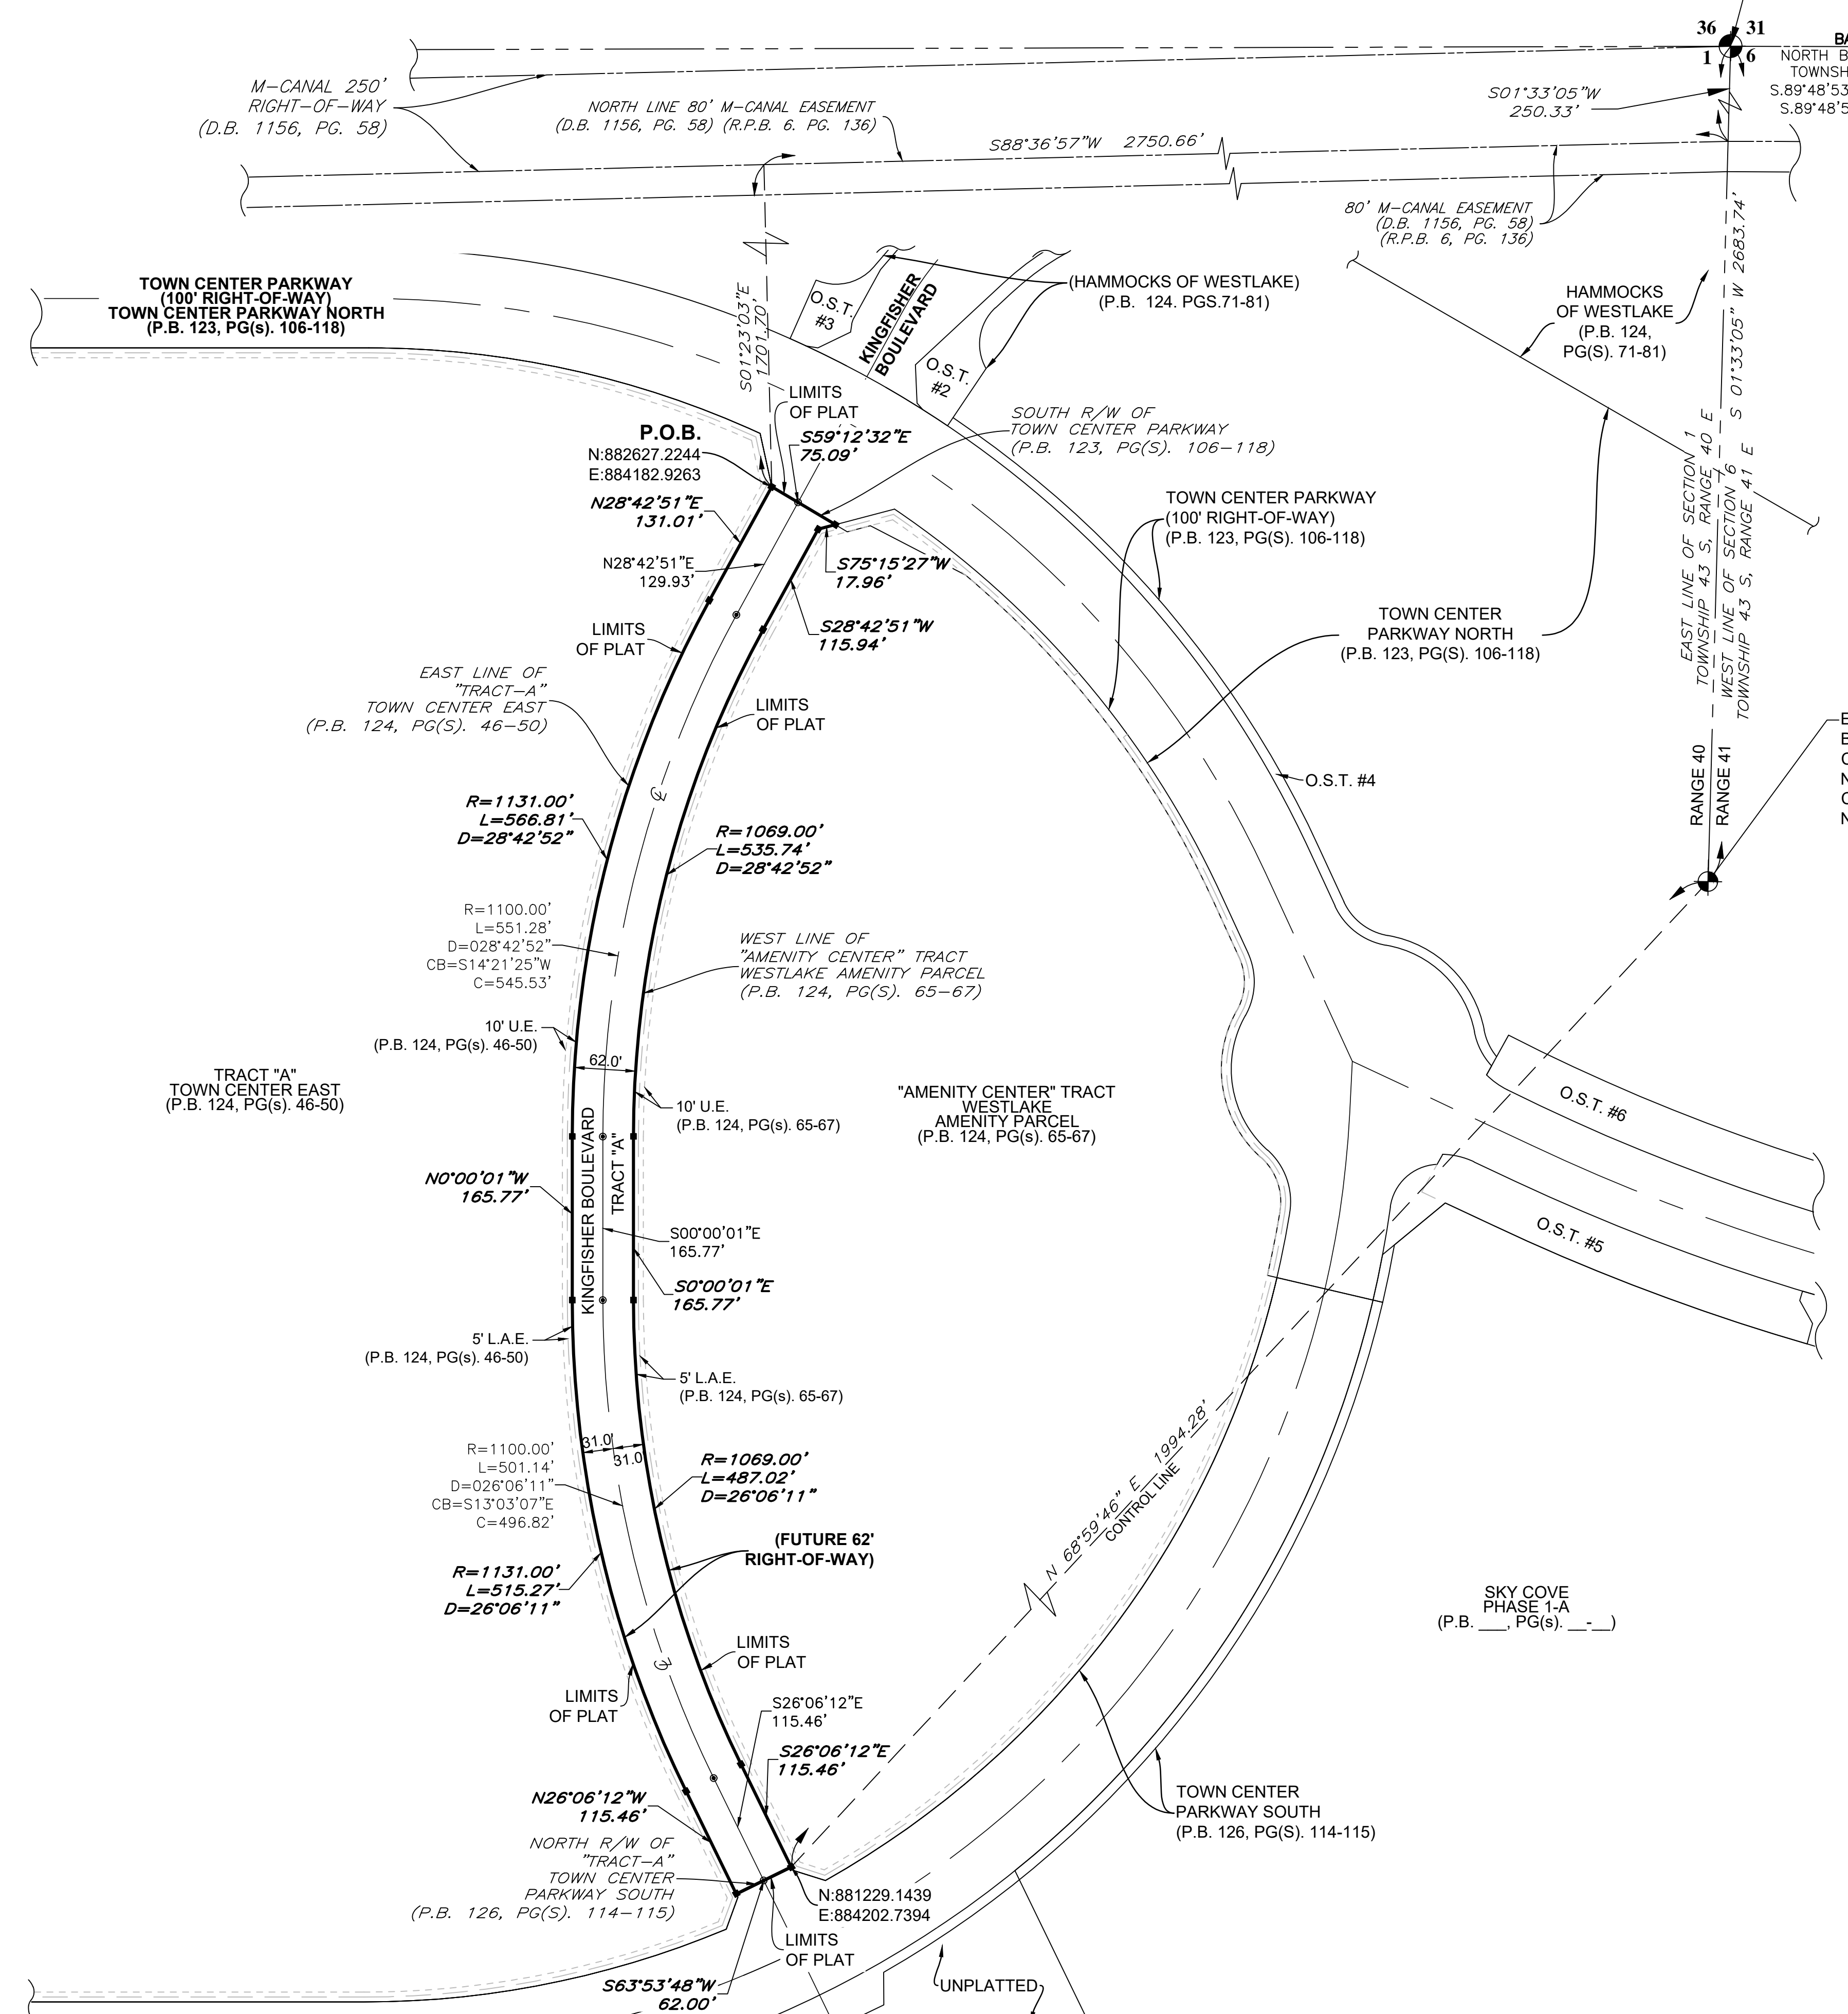 36 31
1 6
BA
NORTH B
TOWNSH
S.89°48'53
S.89°48'5
M-CANAL 250'
RIGHT-OF-WAY
(D.B. 1156, PG. 58)
NORTH LINE 80' M-CANAL EASEMENT
(D.B. 1156, PG. 58) (R.P.B. 6. PG. 136)
S88°36'57"W 2750.66'
S01°33'05"W
250.33'
80' M-CANAL EASEMENT
(D.B. 1156, PG. 58)
(R.P.B. 6, PG. 136)
TOWN CENTER PARKWAY
(100' RIGHT-OF-WAY)
TOWN CENTER PARKWAY NORTH
(P.B. 123, PG(s). 106-118)
S01°23'03"E
1701.70'
O.S.T.
#3
KINGFISHER
BOULEVARD
O.S.T.
#2
(HAMMOCKS OF WESTLAKE)
(P.B. 124. PGS.71-81)
HAMMOCKS
OF WESTLAKE
(P.B. 124,
PG(S). 71-81)
S 01°33'05" W 2683.74'
EAST LINE OF SECTION 1
TOWNSHIP 43 S, RANGE 40 E
WEST LINE OF SECTION 6
TOWNSHIP 43 S, RANGE 41 E
RANGE 40
RANGE 41
E
B
O
N
O
N
LIMITS
OF PLAT
P.O.B.
N:882627.2244
E:884182.9263
S59°12'32"E
75.09'
SOUTH R/W OF
TOWN CENTER PARKWAY
(P.B. 123, PG(S). 106-118)
N28°42'51"E
131.01'
N28°42'51"E
129.93'
S75°15'27"W
17.96'
S28°42'51"W
115.94'
TOWN CENTER PARKWAY
(100' RIGHT-OF-WAY)
(P.B. 123, PG(S). 106-118)
TOWN CENTER
PARKWAY NORTH
(P.B. 123, PG(S). 106-118)
LIMITS
OF PLAT
EAST LINE OF
"TRACT-A"
TOWN CENTER EAST
(P.B. 124, PG(S). 46-50)
LIMITS
OF PLAT
O.S.T. #4
R=1131.00'
L=566.81'
D=28°42'52"
R=1069.00'
L=535.74'
D=28°42'52"
R=1100.00'
L=551.28'
D=028°42'52"
CB=S14°21'25"W
C=545.53'
WEST LINE OF
"AMENITY CENTER" TRACT
WESTLAKE AMENITY PARCEL
(P.B. 124, PG(S). 65-67)
10' U.E.
(P.B. 124, PG(s). 46-50)
62.0'
TRACT "A"
TOWN CENTER EAST
(P.B. 124, PG(s). 46-50)
10' U.E.
(P.B. 124, PG(s). 65-67)
"AMENITY CENTER" TRACT
WESTLAKE
AMENITY PARCEL
(P.B. 124, PG(s). 65-67)
O.S.T. #6
O.S.T. #5
KINGFISHER BOULEVARD
TRACT "A"
N0°00'01"W
165.77'
S00°00'01"E
165.77'
S0°00'01"E
165.77'
5' L.A.E.
(P.B. 124, PG(s). 46-50)
5' L.A.E.
(P.B. 124, PG(s). 65-67)
31.0'
31.0
R=1100.00'
L=501.14'
D=026°06'11"
CB=S13°03'07"E
C=496.82'
R=1069.00'
L=487.02'
D=26°06'11"
N 68°59'46" E 1994.28'
CONTROL LINE
(FUTURE 62'
RIGHT-OF-WAY)
R=1131.00'
L=515.27'
D=26°06'11"
SKY COVE
PHASE 1-A
(P.B. ___, PG(s). __-__)
LIMITS
OF PLAT
LIMITS
OF PLAT
S26°06'12"E
115.46'
S26°06'12"E
115.46'
N26°06'12"W
115.46'
TOWN CENTER
PARKWAY SOUTH
(P.B. 126, PG(S). 114-115)
NORTH R/W OF
"TRACT-A"
TOWN CENTER
PARKWAY SOUTH
(P.B. 126, PG(S). 114-115)
N:881229.1439
E:884202.7394
LIMITS
OF PLAT
S63°53'48"W
62.00'
UNPLATTED